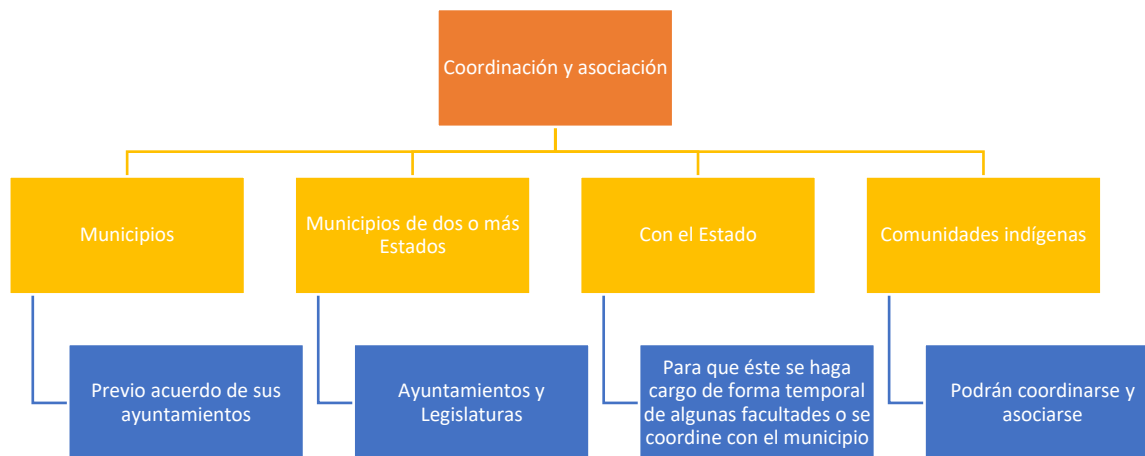 Coordinación y asociación
Municipios
Municipios de dos o más
Estados
Con el Estado
Comunidades indígenas
Previo acuerdo de sus
ayuntamientos
Ayuntamientos y
Legislaturas
Para que éste se haga
cargo de forma temporal
de algunas facultades o se
coordine con el municipio
Podrán coordinarse y
asociarse